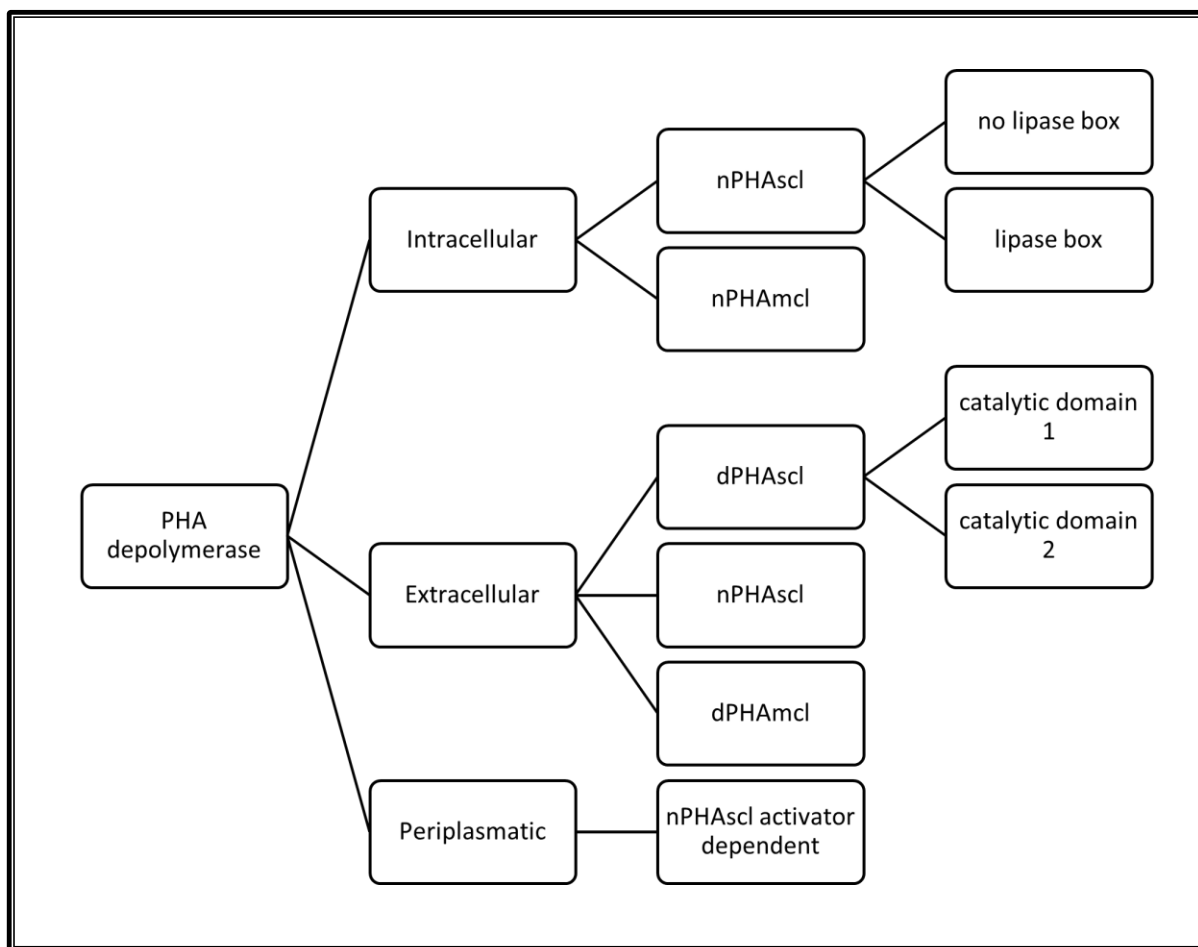 PHA
depolymerase
Intracellular
nPHAscl
no lipase box
lipase box
nPHAmcl
Extracellular
dPHAscl
catalytic domain
1
catalytic domain
2
nPHAscl
dPHAmcl
Periplasmatic
nPHAscl activator
dependent